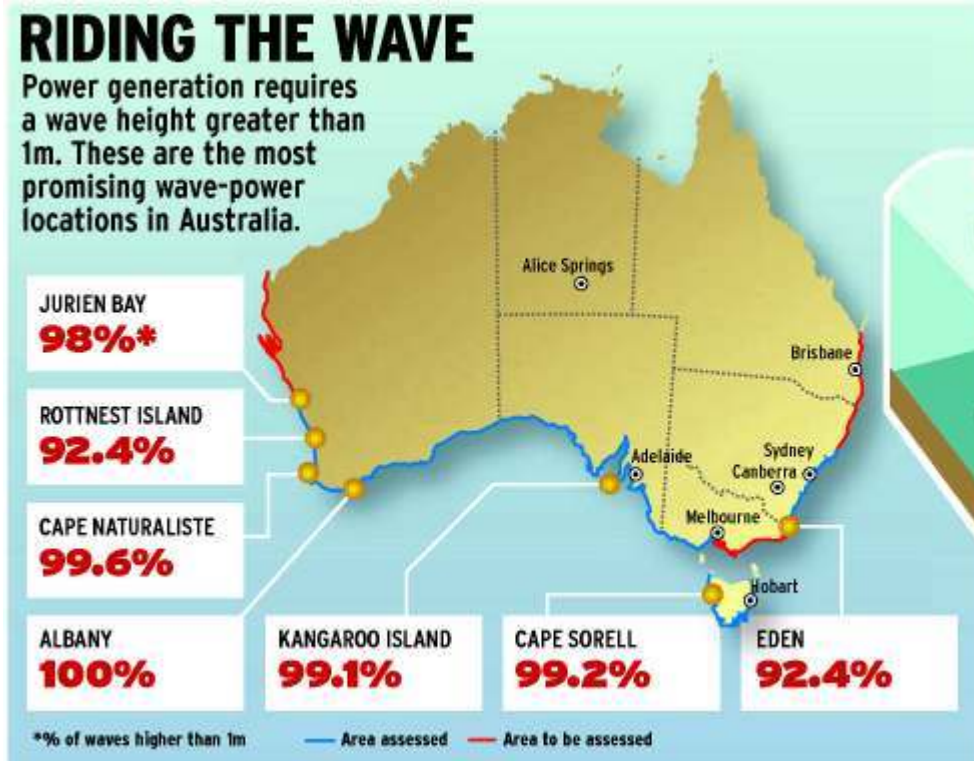 RIDING THE WAVE
Power generation requires
a wave height greater than
1m. These are the most
promising wave-power
locations in Australia.
Alice Springs
Brisbane
Adelaide
Sydney
Canberra
Melbourne
Hobart
JURIEN BAY
98%*
ROTTNEST ISLAND
92.4%
CAPE NATURALISTE
99.6%
ALBANY
100%
KANGAROO ISLAND
99.1%
CAPE SORELL
99.2%
EDEN
92.4%
*% of waves higher than 1m
Area assessed
Area to be assessed